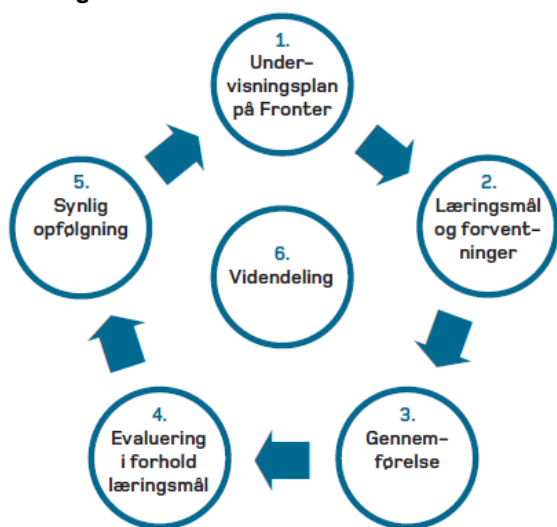 1.
Under-
visningsplan
på Fronter
2.
Læringsmål
og forvent-
ninger
3.
Gennem-
førelse
4.
Evaluering
i forhold
læringsmål
5.
Synlig
opfølgning
6.
Videndeling